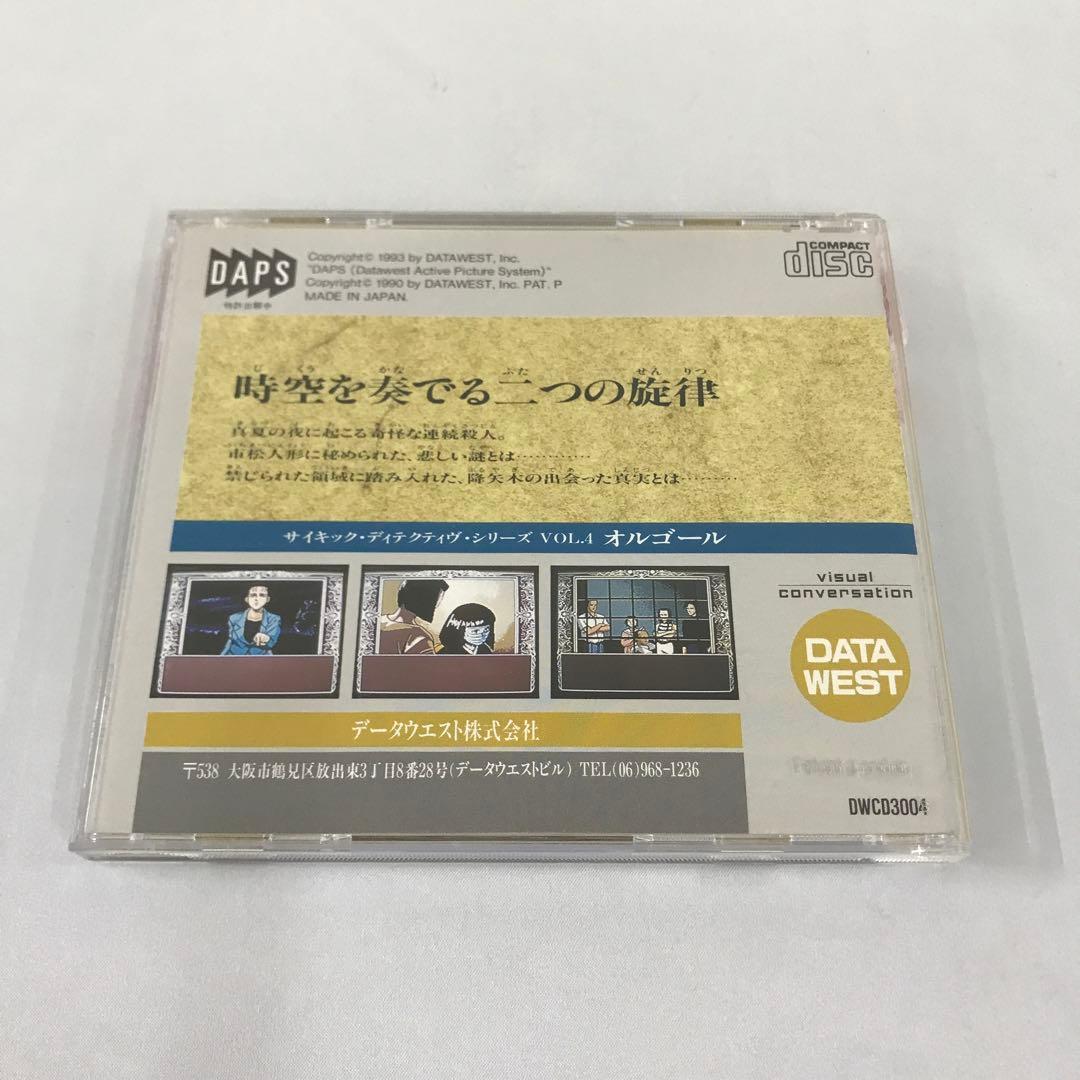 DAPS
特許出願中
Copyright© 1993 by DATAWEST, Inc.
"DAPS (Datawest Active Picture System)"
Copyright© 1990 by DATAWEST, Inc. PAT. P
MADE IN JAPAN.
COMPACT
disc
時空を奏でる二つの旋律
真夏の夜に起こる奇怪な連続殺人。
市松人形に秘められた、悲しい謎とは…………
禁じられた領域に踏み入れた、降矢木の出会った真実とは………
サイキック・ディテクティヴ・シリーズ VOL.4 オルゴール
visual
conversation
DATA
WEST
データウエスト株式会社
〒538 大阪市鶴見区放出東3丁目8番28号(データウエストビル) TEL(06)968-1236
DWCD3004